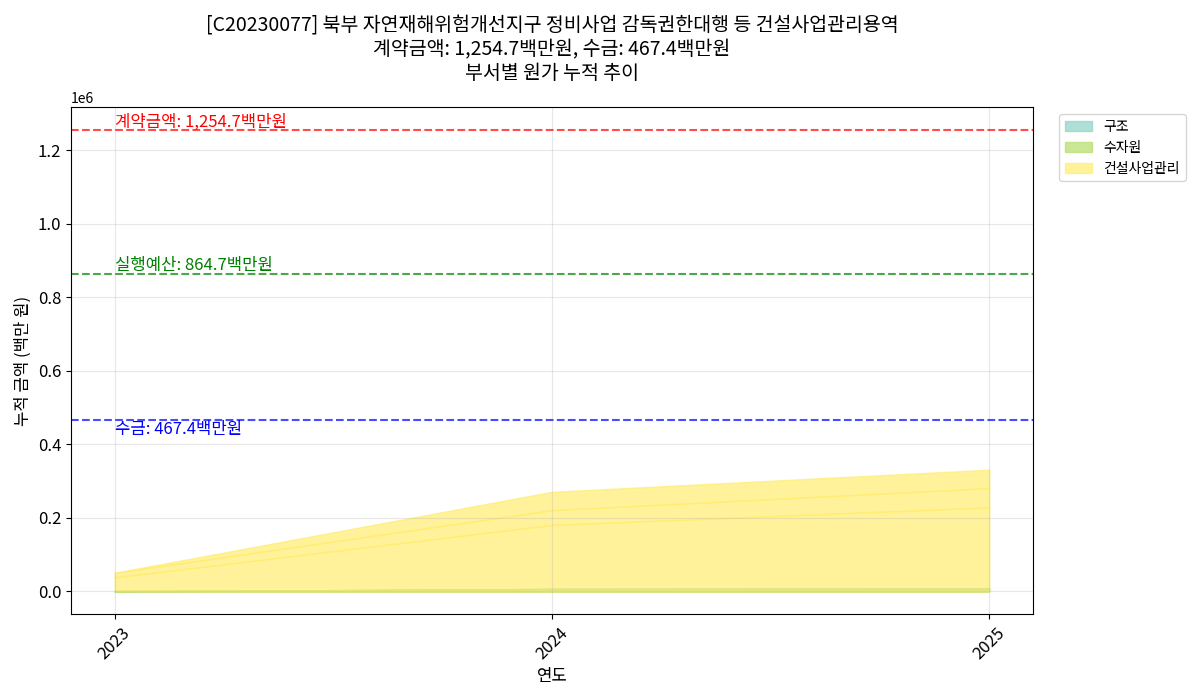 [C20230077] 북부 자연재해위험개선지구 정비사업 감독권한대행 등 건설사업관리용역
계약금액: 1,254.7백만원, 수금: 467.4백만원
부서별 원가 누적 추이
1e6
계약금액: 1,254.7백만원
실행예산: 864.7백만원
수금: 467.4백만원
1.2
1.0
0.8
0.6
0.4
0.2
0.0
누적 금액 (백만 원)
2023
2024
2025
연도
구조
수자원
건설사업관리